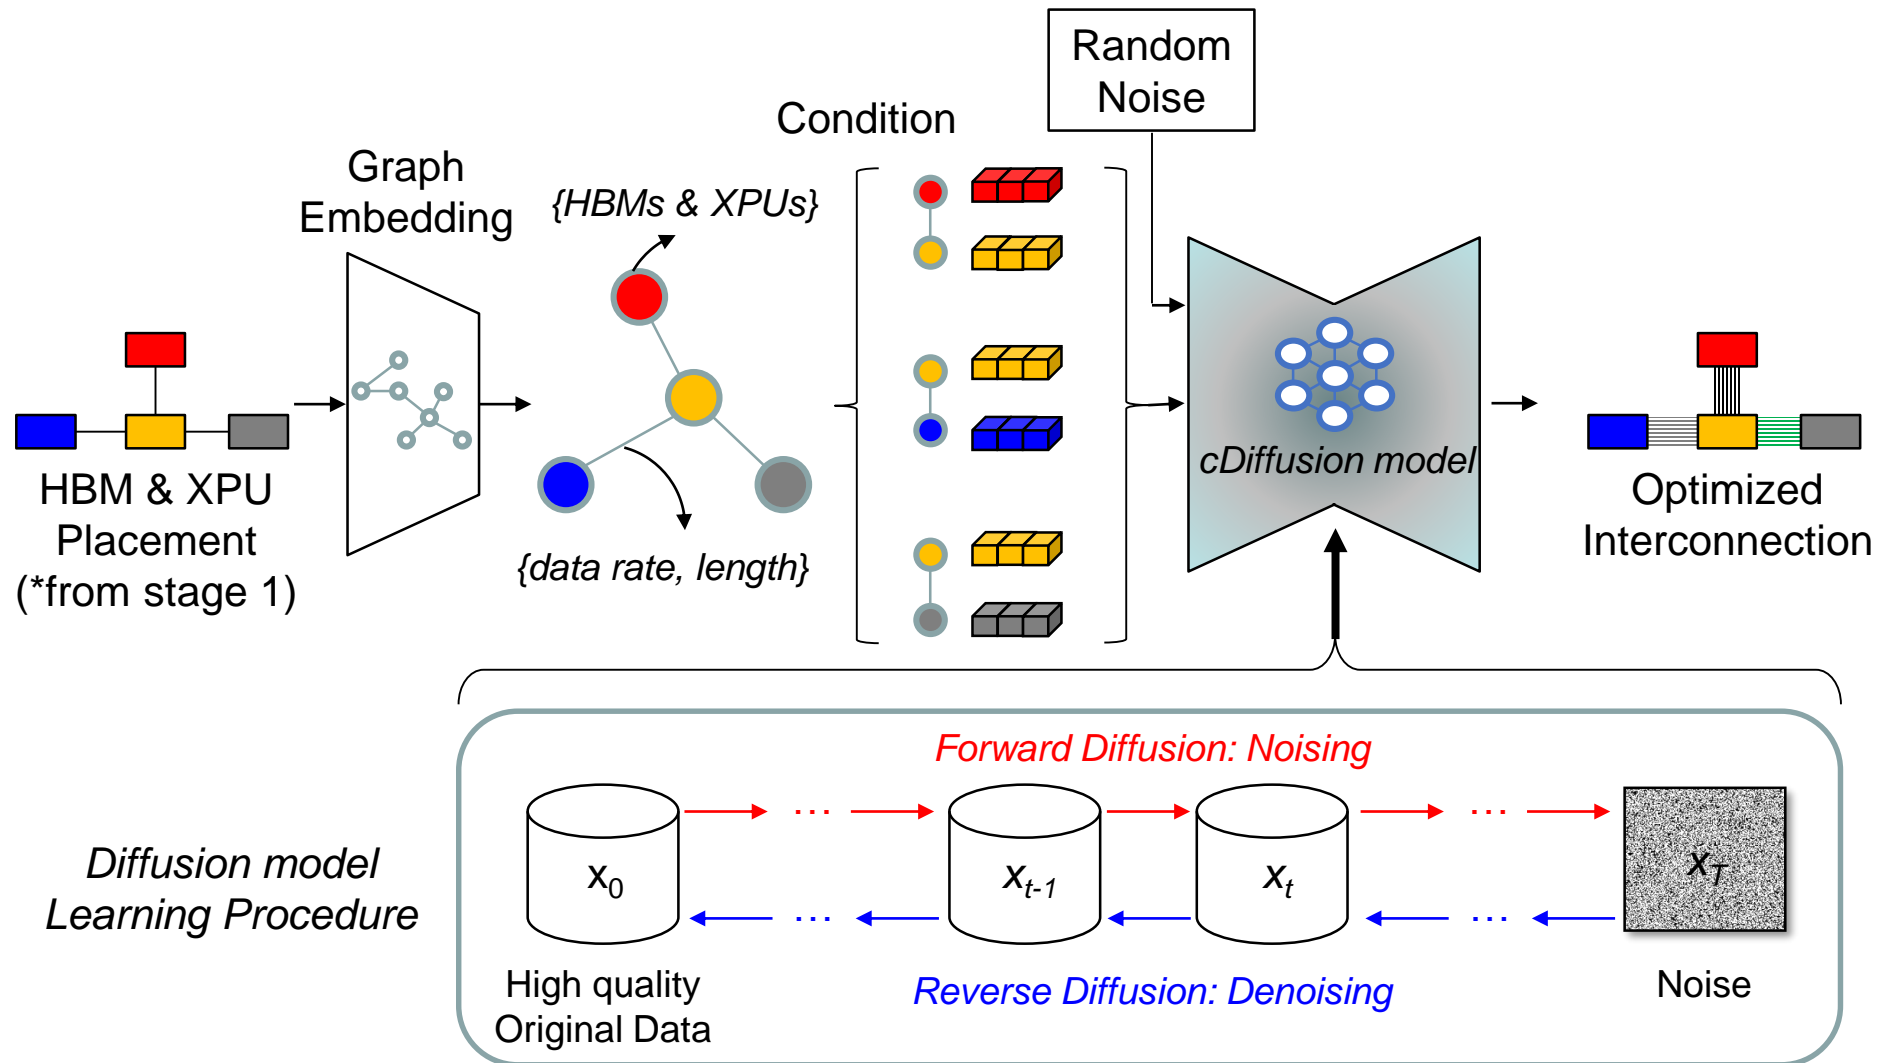 Random
Noise
Condition
Graph
Embedding
{HBMs & XPUs}
HBM & XPU
Placement
(*from stage 1)
{data rate, length}
cDiffusion model
Optimized
Interconnection
Forward Diffusion: Noising
... ...
x0 xt-1 xt xT
... ...
Diffusion model
Learning Procedure
High quality
Original Data
Reverse Diffusion: Denoising
Noise